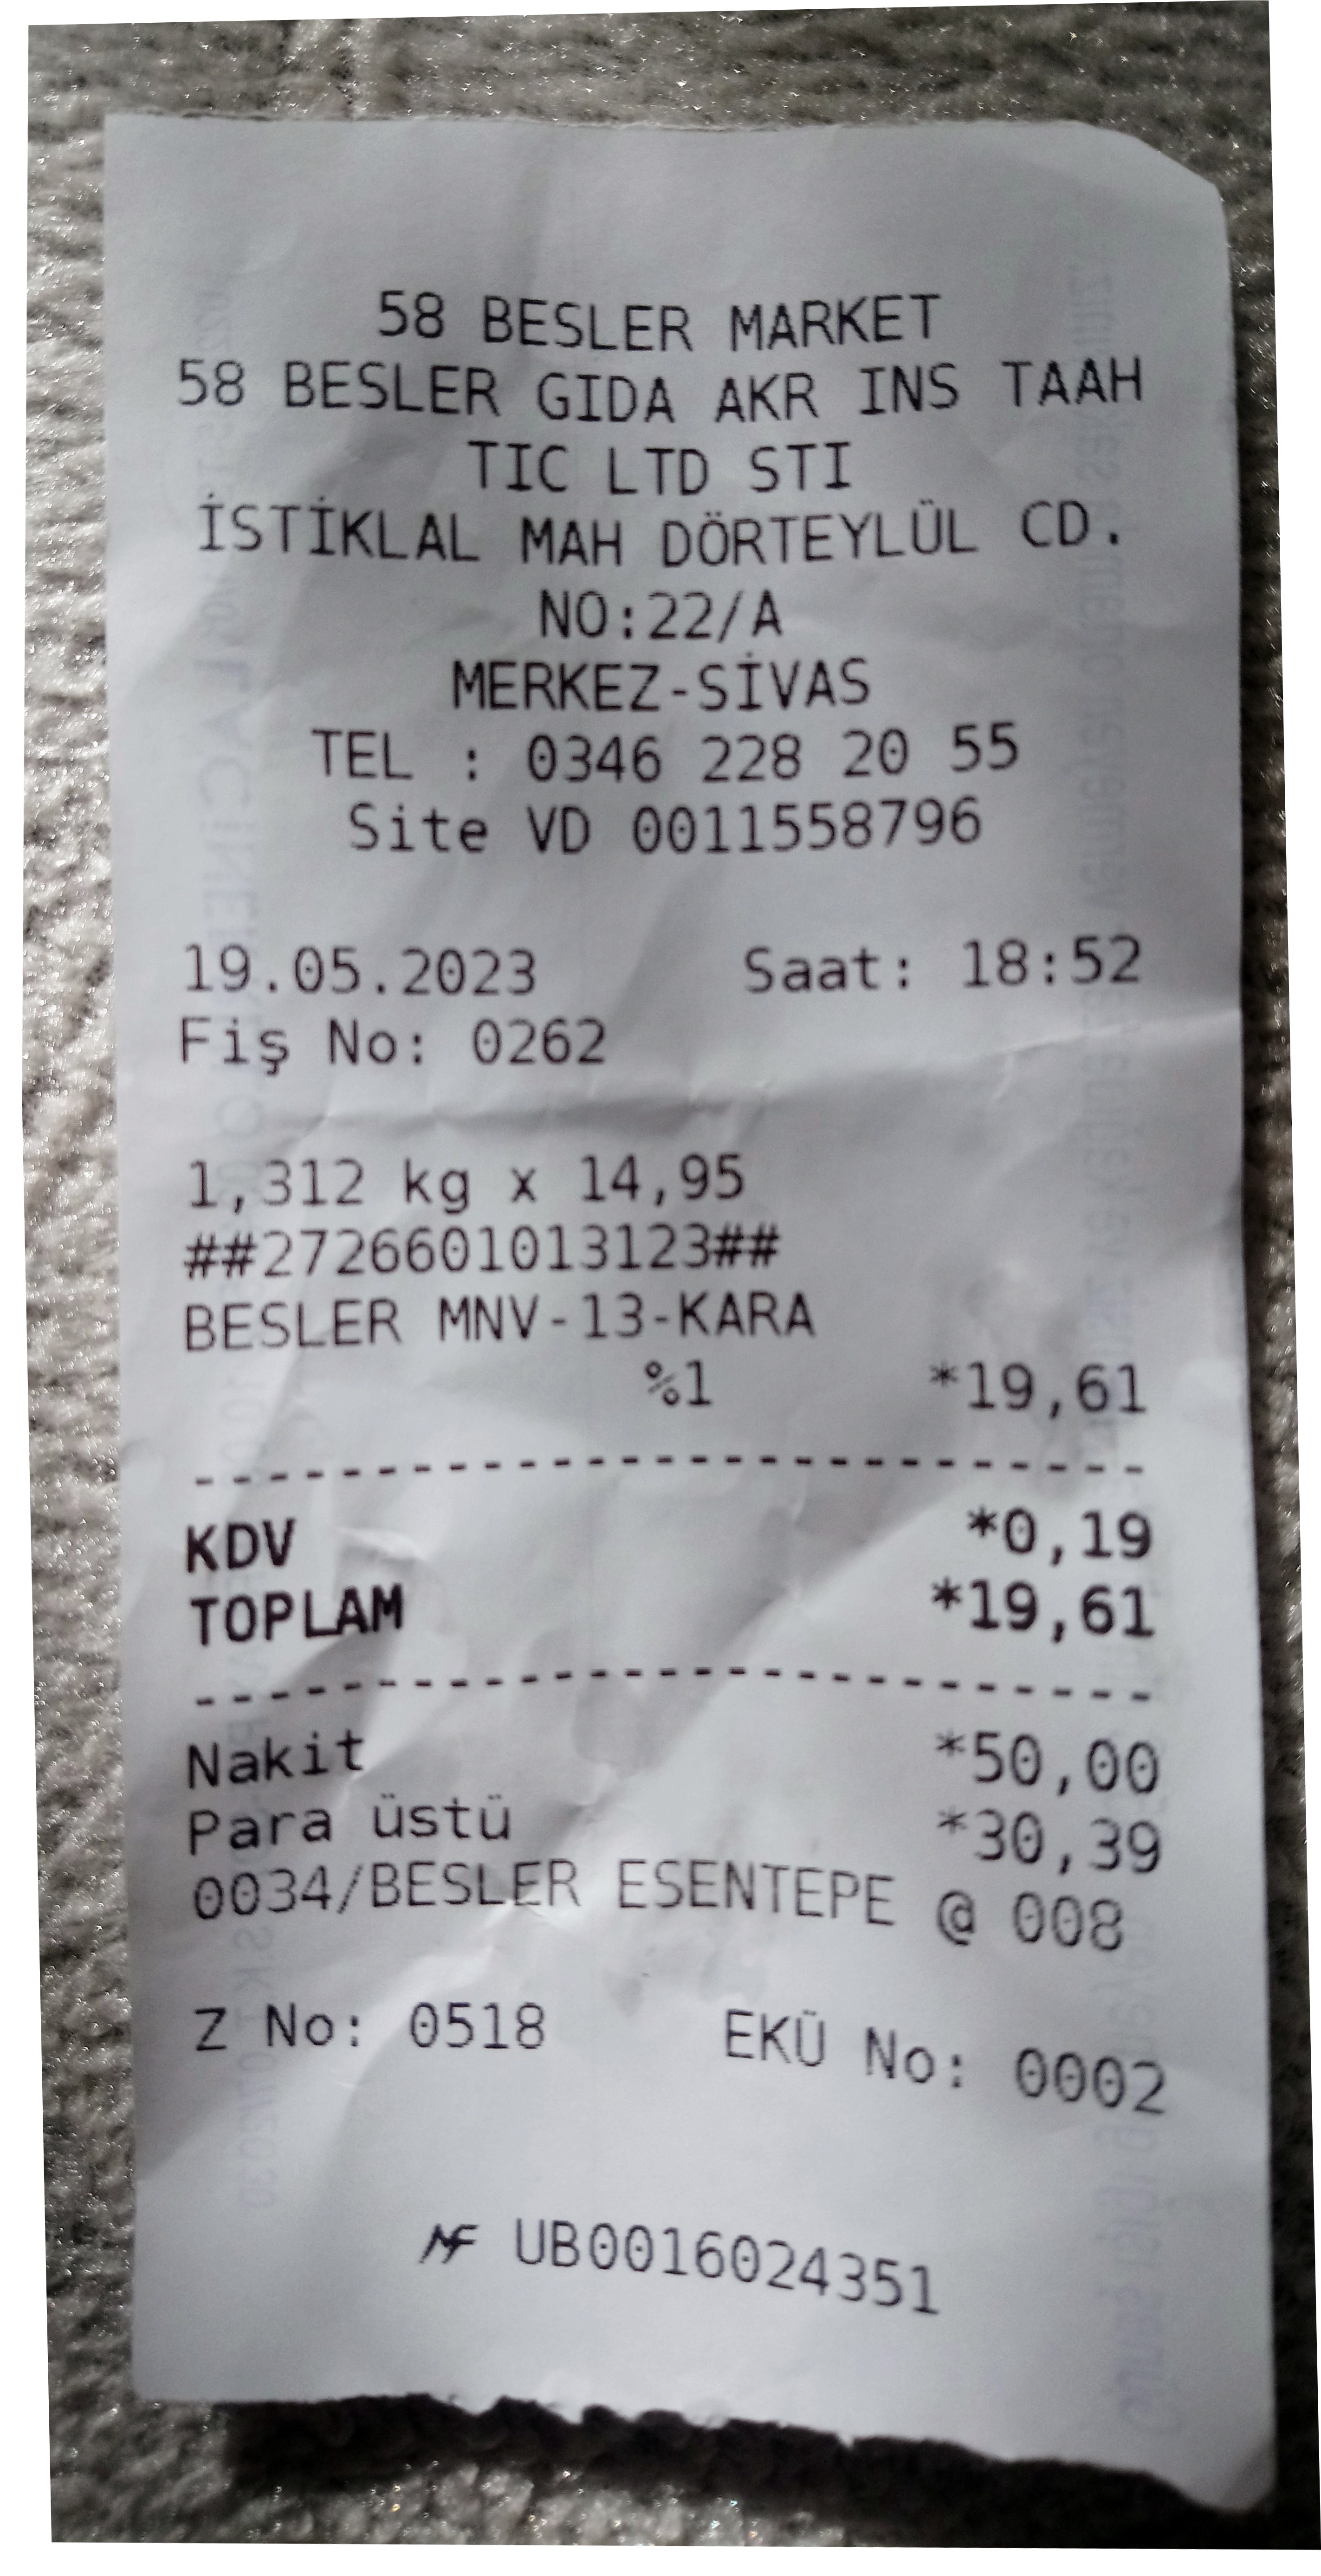 58 BESLER MARKET
58 BESLER GIDA AKR INS TAAH
TIC LTD STI
İSTİKLAL MAH DÖRTEYLÜL CD.
NO:22/A
MERKEZ-SİVAS
TEL : 0346 228 20 55
Site VD 0011558796
19.05.2023 Saat: 18:52
Fiş No: 0262
1,312 kg x 14,95
##2726601013123##
BESLER MNV-13-KARA
%1 *19,61
KDV *0,19
TOPLAM *19,61
Nakit *50,00
Para üstü *30,39
0034/BESLER ESENTEPE @ 008
Z No: 0518 EKÜ No: 0002
MF UB0016024351